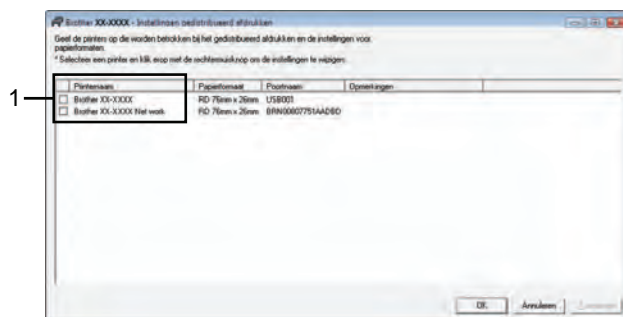 Brother XX-XXXX - Instellingen gedistribueerd afdrukken
Geef de printers op die worden betrokken bij het gedistribueerd afdrukken en de instellingen voor
papierformaten.
* Selecteer een printer en klik erop met de rechtermuisknop om de instellingen te wijzigen.
Printernaam Papierformaat Poortnaam Opmerkingen
1
Brother XX-XXXX RD 76mm x 26mm USB001
Brother XX-XXXX Net work RD 76mm x 26mm
OK Annuleren